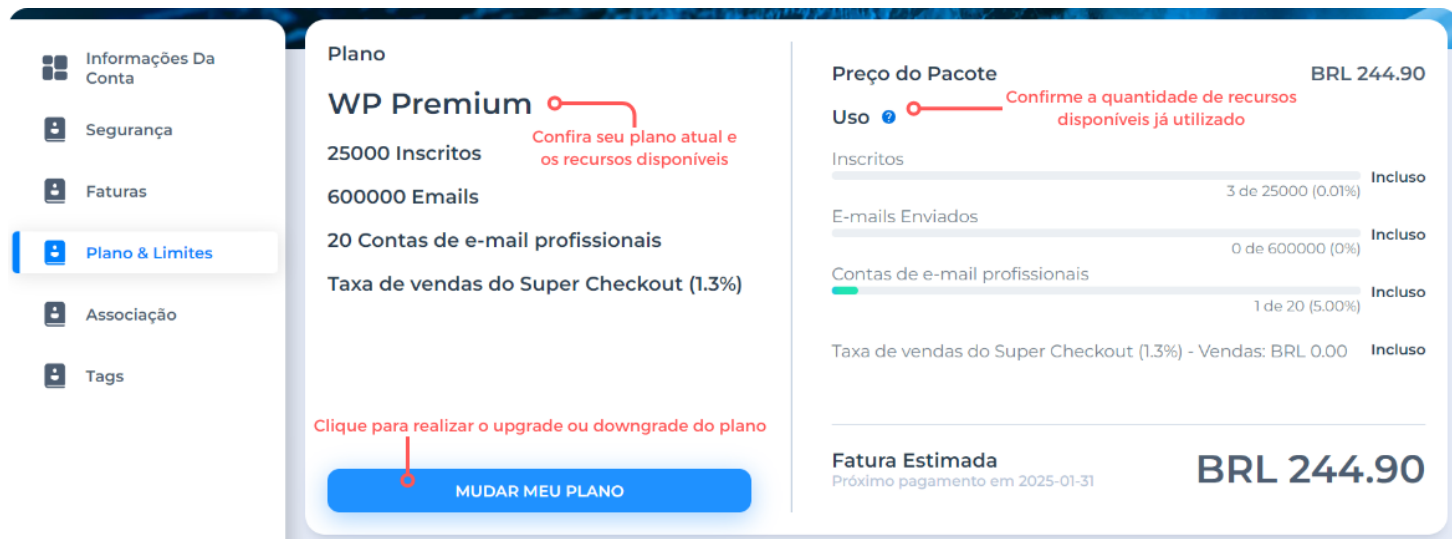 Informações Da
Conta
Segurança
Faturas
Plano & Limites
Associação
Tags
Plano
WP Premium
Confira seu plano atual e
os recursos disponíveis
25000 Inscritos
600000 Emails
20 Contas de e-mail profissionais
Taxa de vendas do Super Checkout (1.3%)
Clique para realizar o upgrade ou downgrade do plano
MUDAR MEU PLANO
Preço do Pacote BRL 244.90
Uso ?
Confirme a quantidade de recursos
disponíveis já utilizado
Inscritos
Incluso
3 de 25000 (0.01%)
E-mails Enviados
Incluso
0 de 600000 (0%)
Contas de e-mail profissionais
Incluso
1 de 20 (5.00%)
Taxa de vendas do Super Checkout (1.3%) - Vendas: BRL 0.00 Incluso
Fatura Estimada
Próximo pagamento em 2025-01-31
BRL 244.90